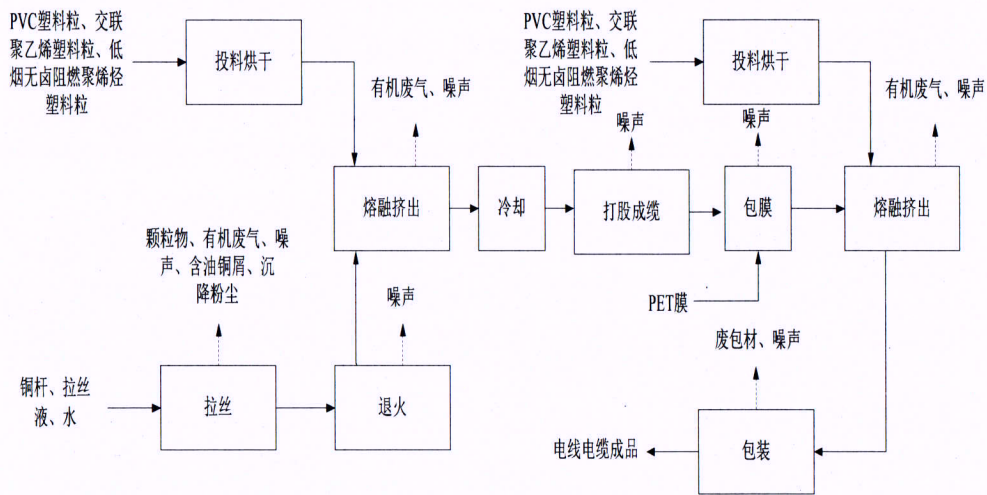 PVC塑料粒、交联
聚乙烯塑料粒、低
烟无卤阻燃聚烯烃
塑料粒
投料烘干
有机废气、噪声
PVC塑料粒、交联
聚乙烯塑料粒、低
烟无卤阻燃聚烯烃
塑料粒
投料烘干
有机废气、噪声
噪声
噪声
熔融挤出
冷却
打股成缆
包膜
熔融挤出
颗粒物、有机废气、噪
声、含油铜屑、沉
降粉尘
噪声
PET膜
废包材、噪声
铜杆、拉丝
液、水
拉丝
退火
电线电缆成品
包装